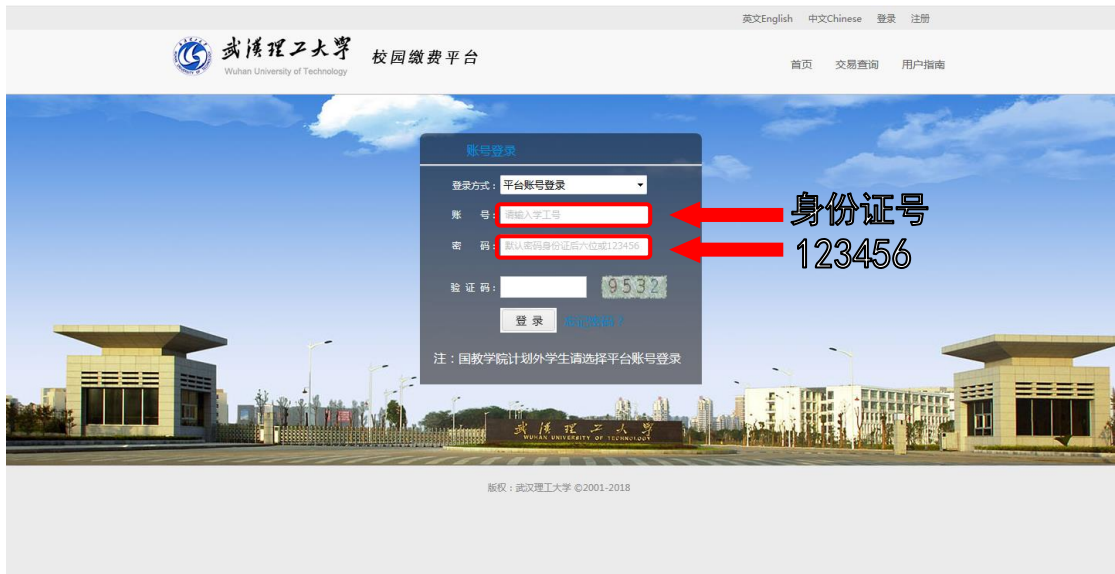 英文English 中文Chinese 登录 注册
武漢理工大学 校园缴费平台
Wuhan University of Technology
首页 交易查询 用户指南
账号登录
登录方式： 平台账号登录
账 号： 请输入学工号
身份证号
密 码： 默认密码身份证后六位或123456
123456
验 证 码： 9532
登 录 忘记密码？
注：国教学院计划外学生请选择平台账号登录
武漢理工大学
WUHAN UNIVERSITY OF TECHNOLOGY
版权：武汉理工大学 ©2001-2018